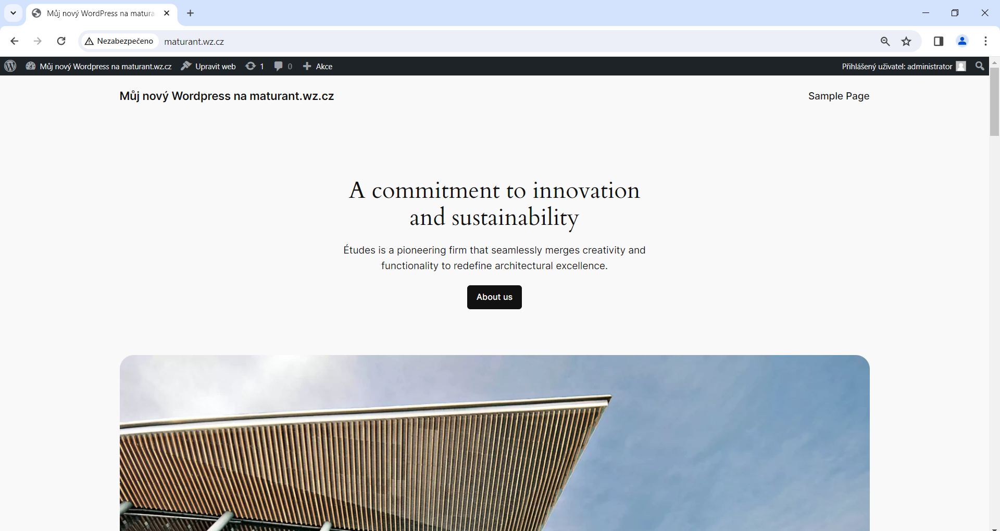 Můj nový WordPress na matura
Nezabezpečeno maturant.wz.cz
Můj nový Wordpress na maturant.wz.cz Upravit web 1 0 Akce Přihlášený uživatel: administrator
Můj nový Wordpress na maturant.wz.cz Sample Page
A commitment to innovation
and sustainability
Études is a pioneering firm that seamlessly merges creativity and
functionality to redefine architectural excellence.
About us